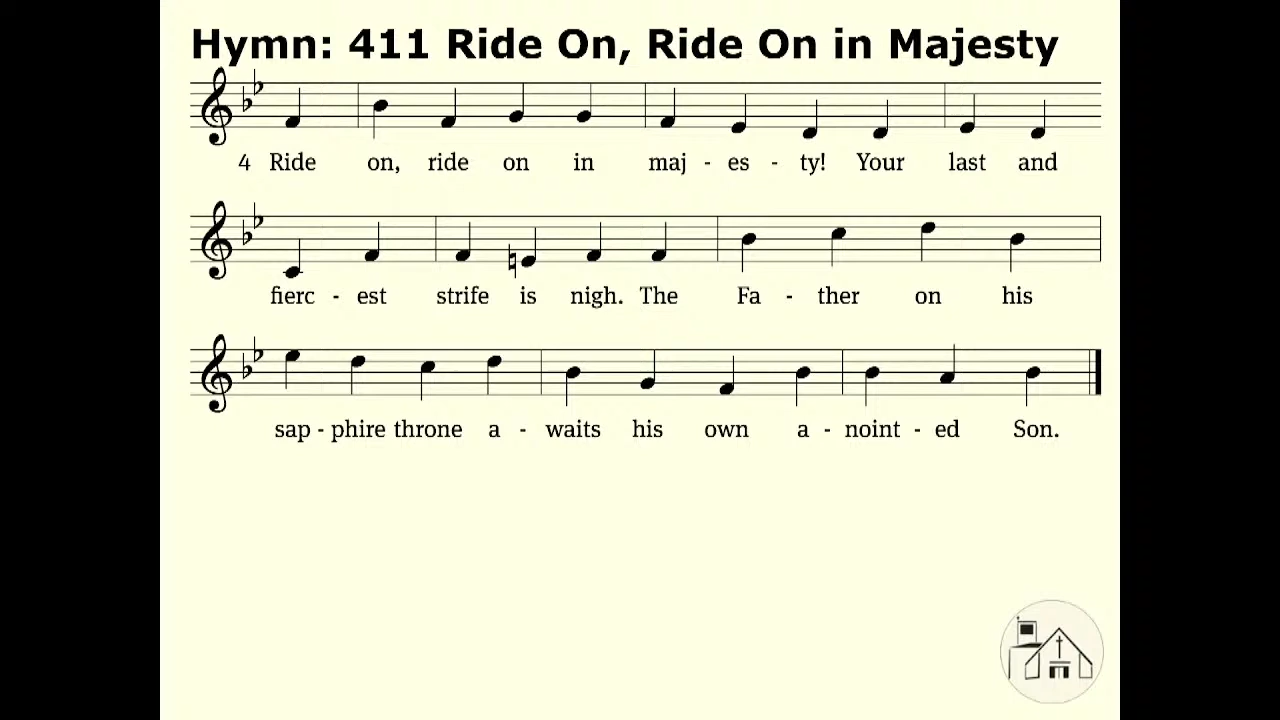 Hymn: 411 Ride On, Ride On in Majesty
4 Ride on, ride on in maj - es - ty! Your last and
fierc - est strife is nigh. The Fa - ther on his
sap - phire throne a - waits his own a - noint - ed Son.